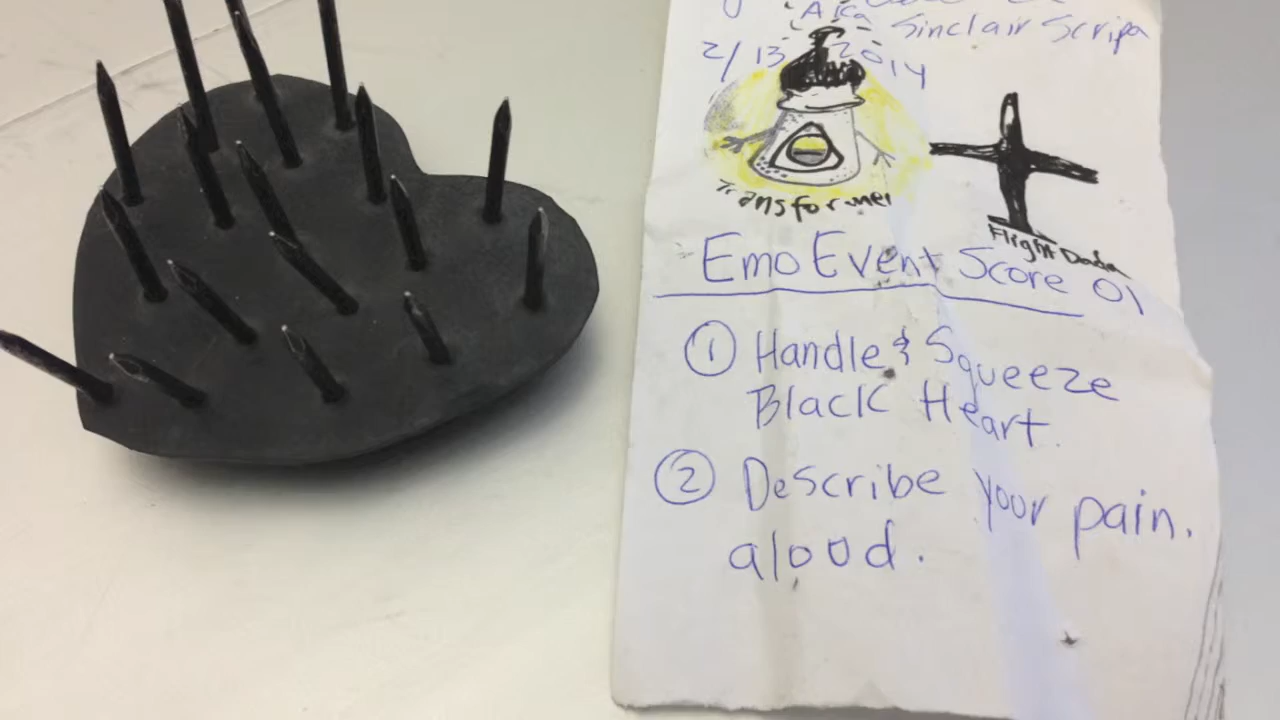 AKA
Sinclair Scripa
2/13 2014
Transformer
Flight Dada
Emo Event Score 01
① Handle & Squeeze
Black Heart.
② Describe your pain.
aloud.